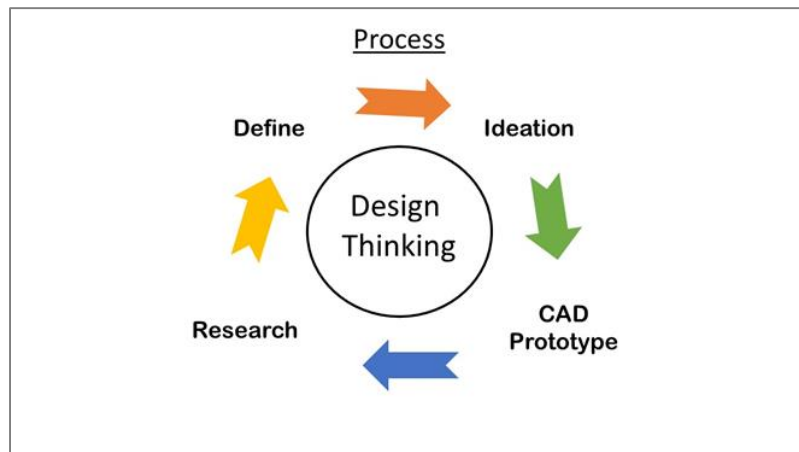 Process
Define
Ideation
Design
Thinking
Research
CAD
Prototype